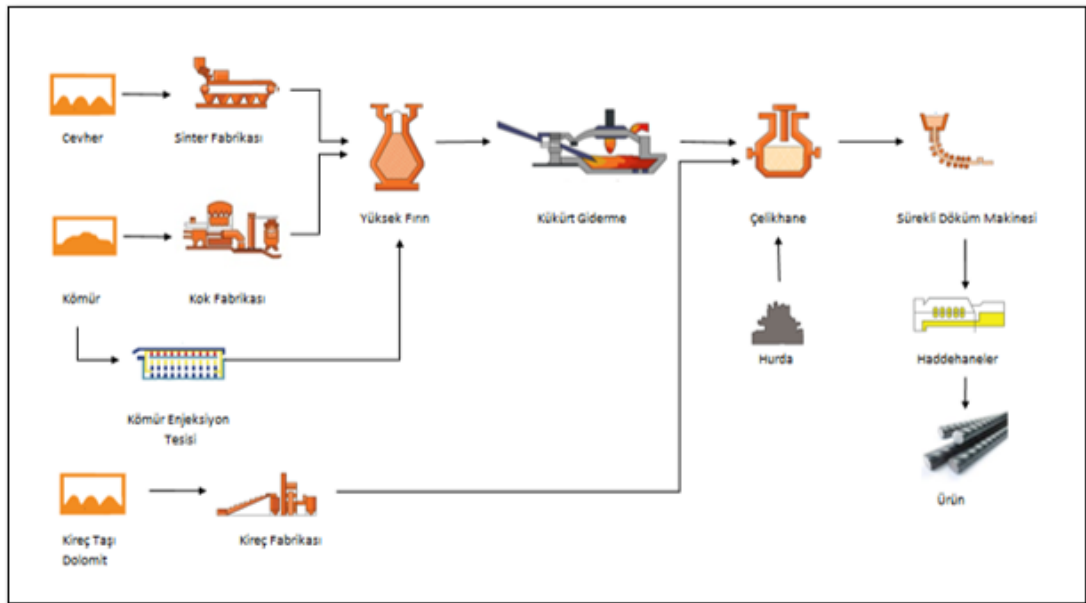 Cevher
Sinter Fabrikası
Yüksek Fırın
Kükürt Giderme
Çelikhane
Sürekli Döküm Makinesi
Kömür
Kok Fabrikası
Hurda
Haddehaneler
Kömür Enjeksiyon
Tesisi
Ürün
Kireç Taşı
Dolomit
Kireç Fabrikası